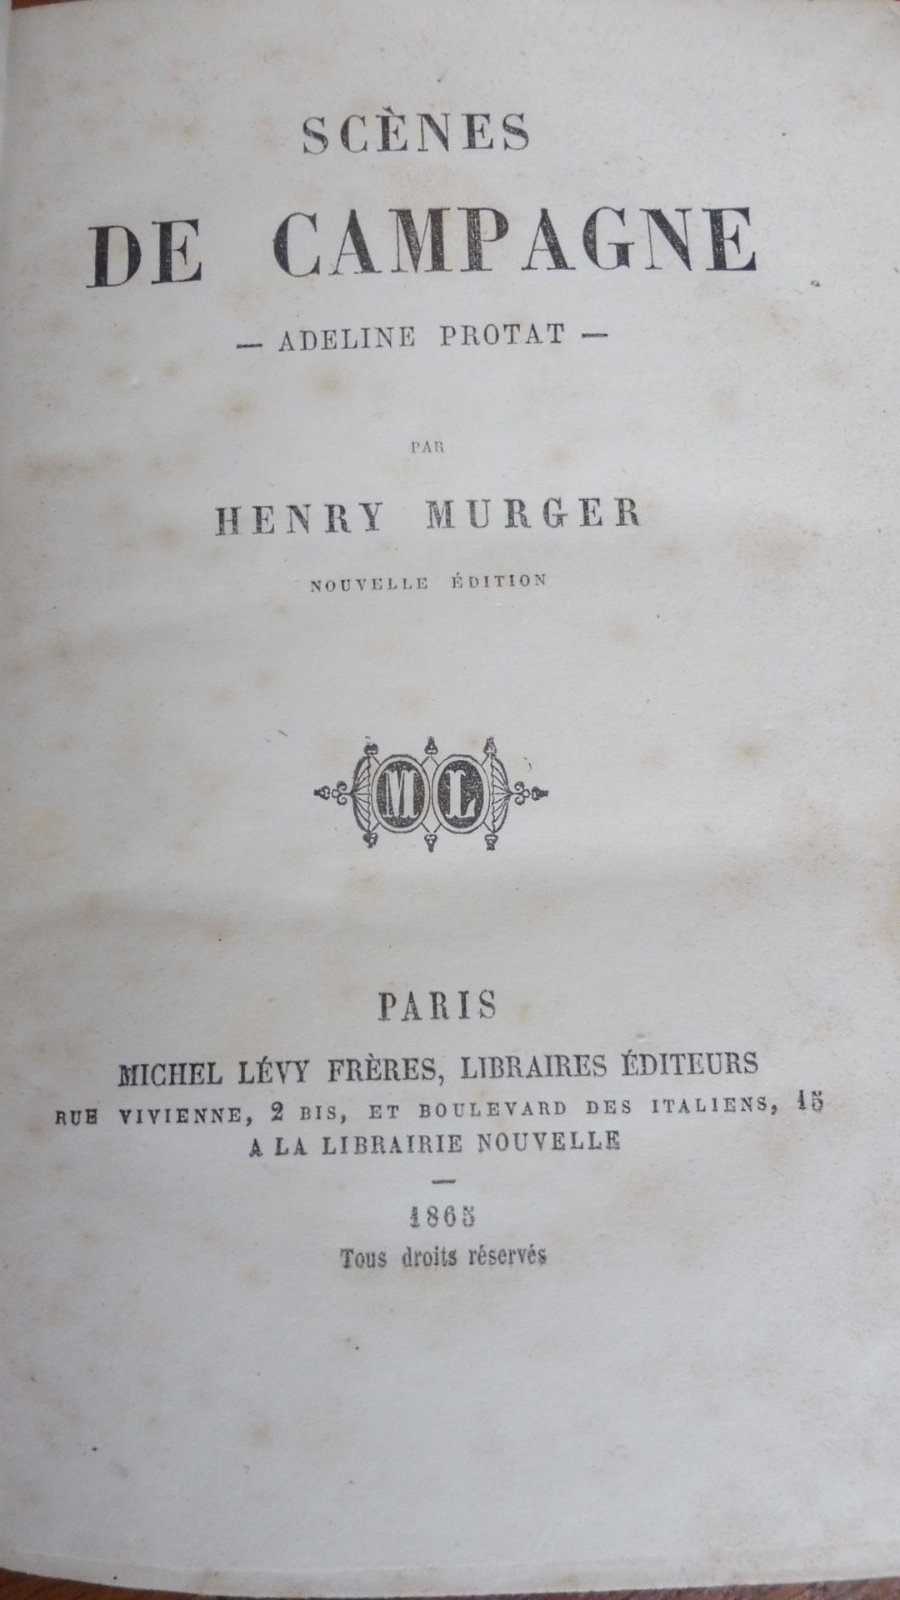 SCÈNES
DE CAMPAGNE
— ADELINE PROTAT —
PAR
HENRY MURGER
NOUVELLE ÉDITION
ML
PARIS
MICHEL LÉVY FRÈRES, LIBRAIRES ÉDITEURS
RUE VIVIENNE, 2 BIS, ET BOULEVARD DES ITALIENS, 15
A LA LIBRAIRIE NOUVELLE
—
1865
Tous droits réservés